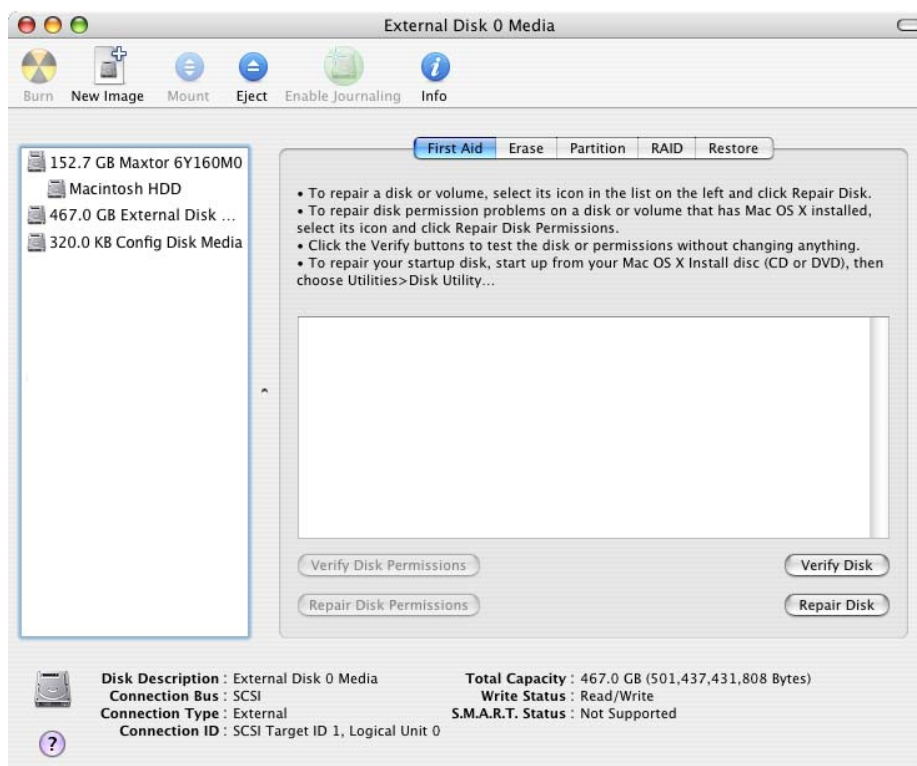 External Disk 0 Media
Burn New Image Mount Eject Enable Journaling Info
152.7 GB Maxtor 6Y160M0
Macintosh HDD
467.0 GB External Disk ...
320.0 KB Config Disk Media
First Aid Erase Partition RAID Restore
• To repair a disk or volume, select its icon in the list on the left and click Repair Disk.
• To repair disk permission problems on a disk or volume that has Mac OS X installed,
select its icon and click Repair Disk Permissions.
• Click the Verify buttons to test the disk or permissions without changing anything.
• To repair your startup disk, start up from your Mac OS X Install disc (CD or DVD), then
choose Utilities>Disk Utility...
Verify Disk Permissions Verify Disk
Repair Disk Permissions Repair Disk
Disk Description : External Disk 0 Media
Connection Bus : SCSI
Connection Type : External
Connection ID : SCSI Target ID 1, Logical Unit 0
Total Capacity : 467.0 GB (501,437,431,808 Bytes)
Write Status : Read/Write
S.M.A.R.T. Status : Not Supported
?